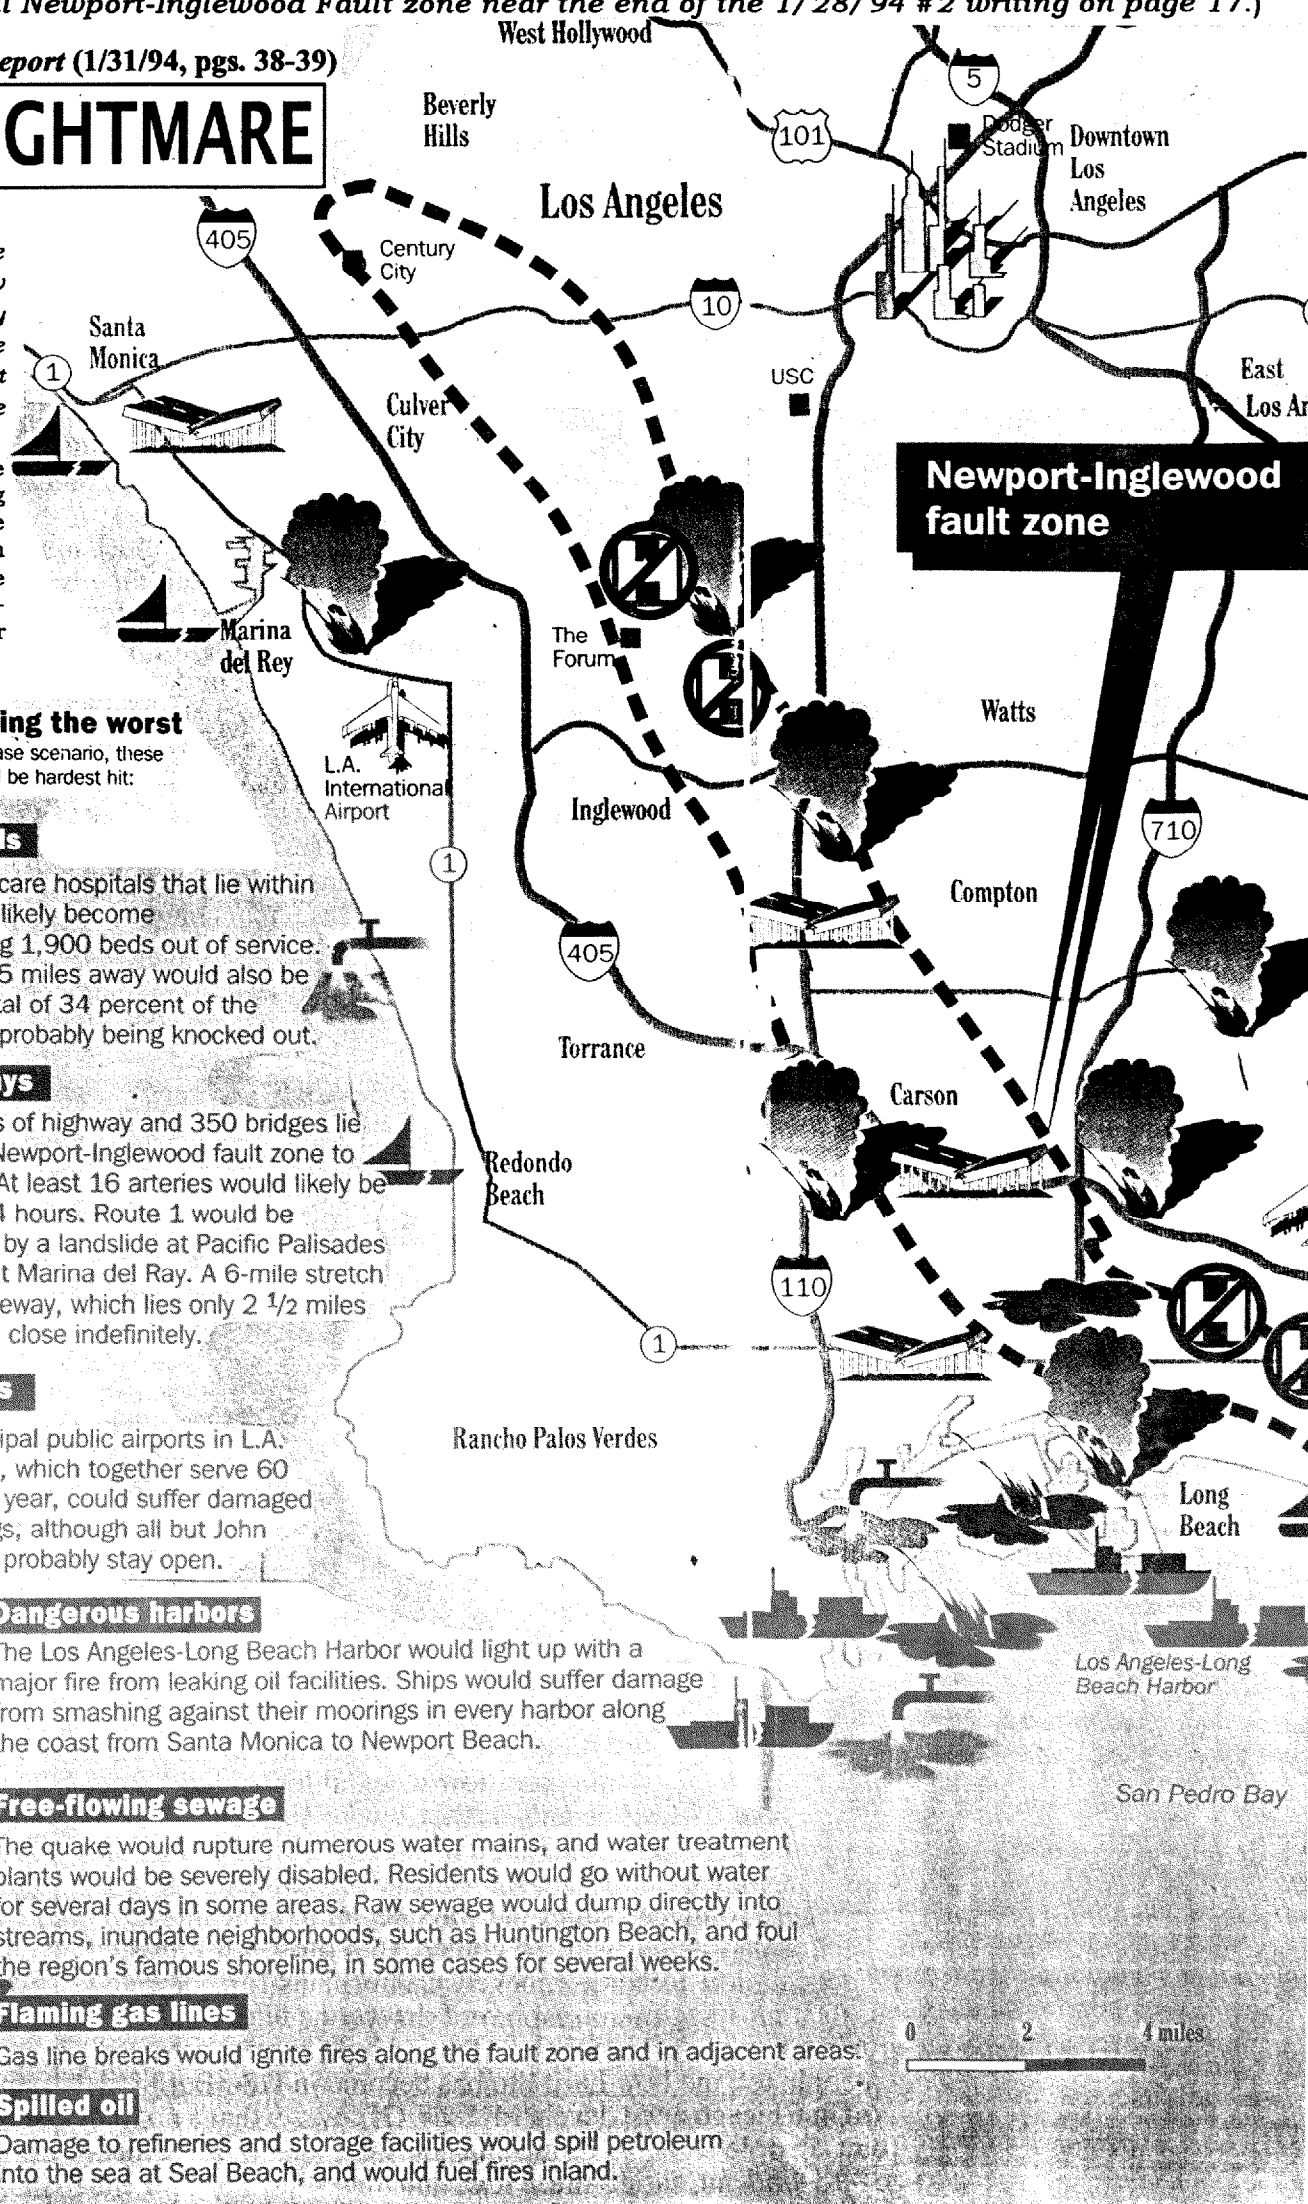 Newport-Inglewood Fault zone near the end of the 1/28/94 #2 writing on page 17.)
eport (1/31/94, pgs. 38-39)
GHTMARE
West Hollywood
Beverly
Hills
Los Angeles
101
5
Dodger
Stadium
Downtown
Los
Angeles
405
Century
City
10
Santa
Monica
1
Culver
City
USC
East
Los An
Newport-Inglewood
fault zone
Marina
del Rey
The
Forum
Watts
L.A.
International
Airport
Inglewood
710
1
Compton
405
Torrance
Carson
Redondo
Beach
110
1
Rancho Palos Verdes
Long
Beach
Los Angeles-Long
Beach Harbor
San Pedro Bay
ing the worst
ase scenario, these
be hardest hit:
ls
care hospitals that lie within
likely become
g 1,900 beds out of service.
5 miles away would also be
tal of 34 percent of the
probably being knocked out.
ys
s of highway and 350 bridges lie
Newport-Inglewood fault zone to
At least 16 arteries would likely be
4 hours. Route 1 would be
by a landslide at Pacific Palisades
t Marina del Ray. A 6-mile stretch
eway, which lies only 2 1/2 miles
close indefinitely.
s
ipal public airports in L.A.
, which together serve 60
year, could suffer damaged
gs, although all but John
probably stay open.
Dangerous harbors
The Los Angeles-Long Beach Harbor would light up with a
major fire from leaking oil facilities. Ships would suffer damage
from smashing against their moorings in every harbor along
the coast from Santa Monica to Newport Beach.
Free-flowing sewage
The quake would rupture numerous water mains, and water treatment
plants would be severely disabled. Residents would go without water
for several days in some areas. Raw sewage would dump directly into
streams, inundate neighborhoods, such as Huntington Beach, and foul
the region's famous shoreline, in some cases for several weeks.
Flaming gas lines
Gas line breaks would ignite fires along the fault zone and in adjacent areas.
Spilled oil
Damage to refineries and storage facilities would spill petroleum
into the sea at Seal Beach, and would fuel fires inland.
0 2 4 miles